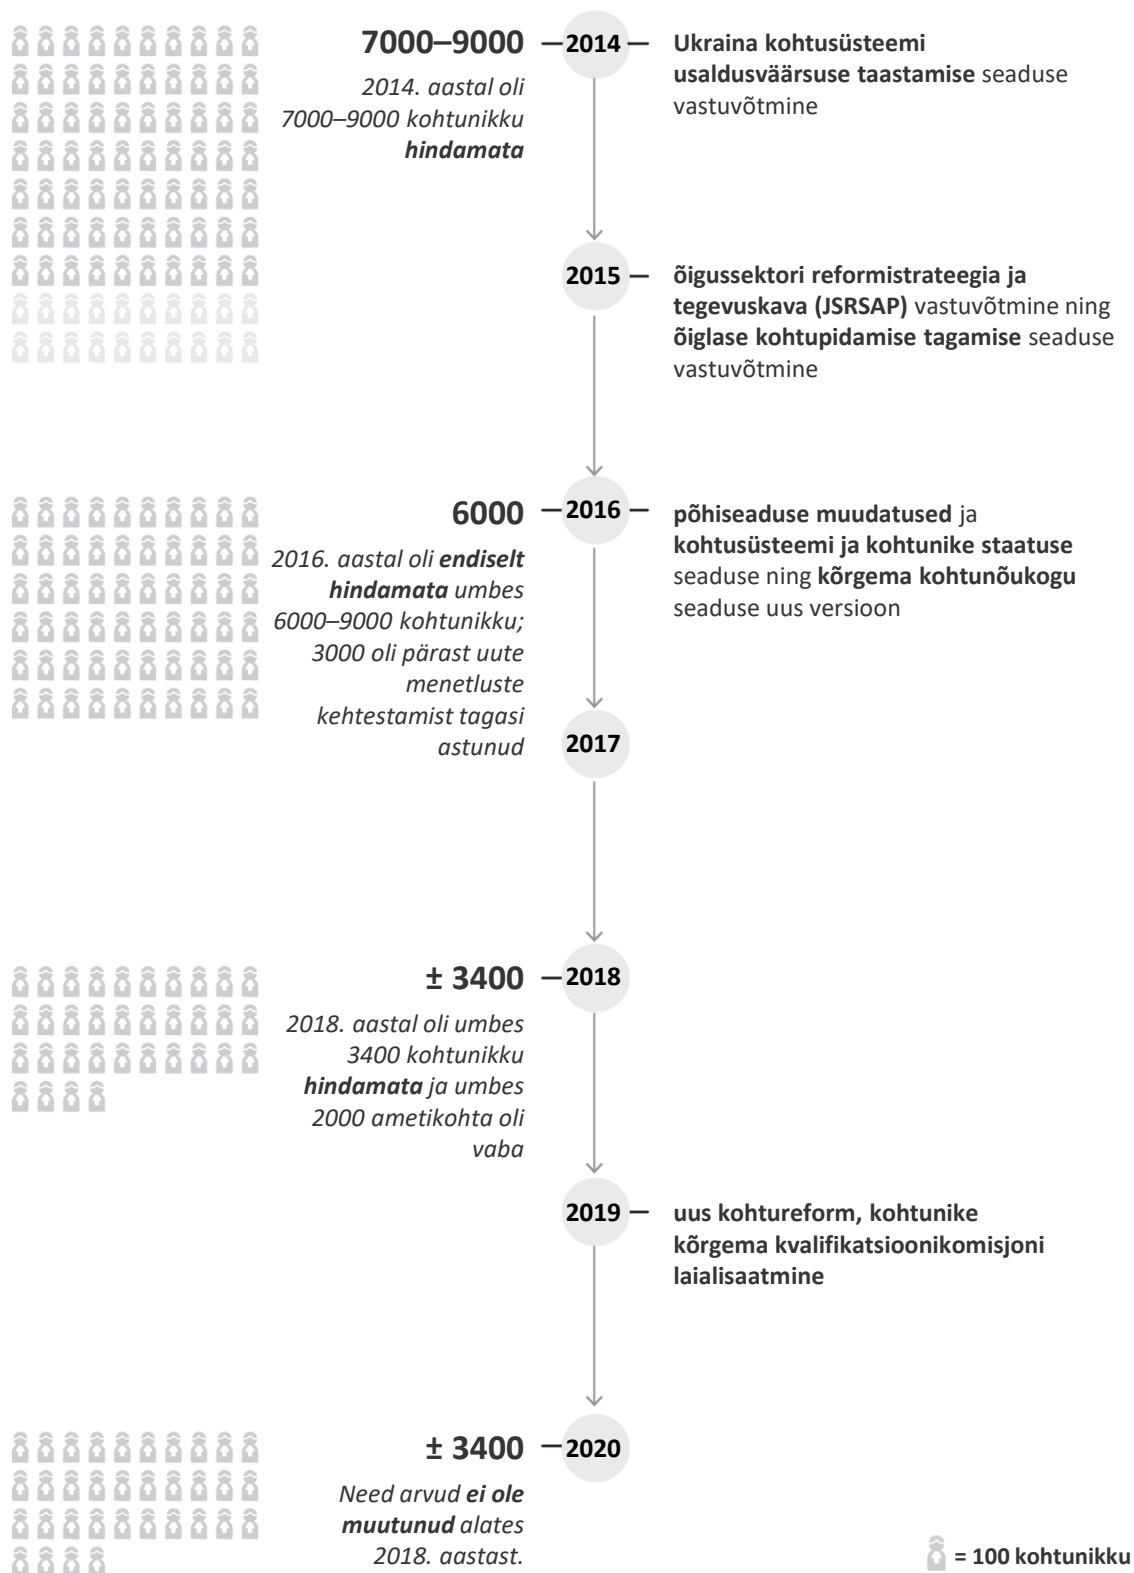 7000–9000
2014. aastal oli
7000–9000 kohtunikku
hindamata
2014
Ukraina kohtusüsteemi
usaldusväärsuse taastamise seaduse
vastuvõtmine
2015
õigussektori reformistrateegia ja
tegevuskava (JSRSAP) vastuvõtmine ning
õiglase kohtupidamise tagamise seaduse
vastuvõtmine
6000
2016. aastal oli endiselt
hindamata umbes
6000–9000 kohtunikku;
3000 oli pärast uute
menetluste
kehtestamist tagasi
astunud
2016
põhiseaduse muudatused ja
kohtusüsteemi ja kohtunike staatuse
seaduse ning kõrgema kohtunõukogu
seaduse uus versioon
2017
± 3400
2018. aastal oli umbes
3400 kohtunikku
hindamata ja umbes
2000 ametikohta oli
vaba
2018
2019
uus kohtureform, kohtunike
kõrgema kvalifikatsioonikomisjoni
laialisaatmine
± 3400
Need arvud ei ole
muutunud alates
2018. aastast.
2020
= 100 kohtunikku